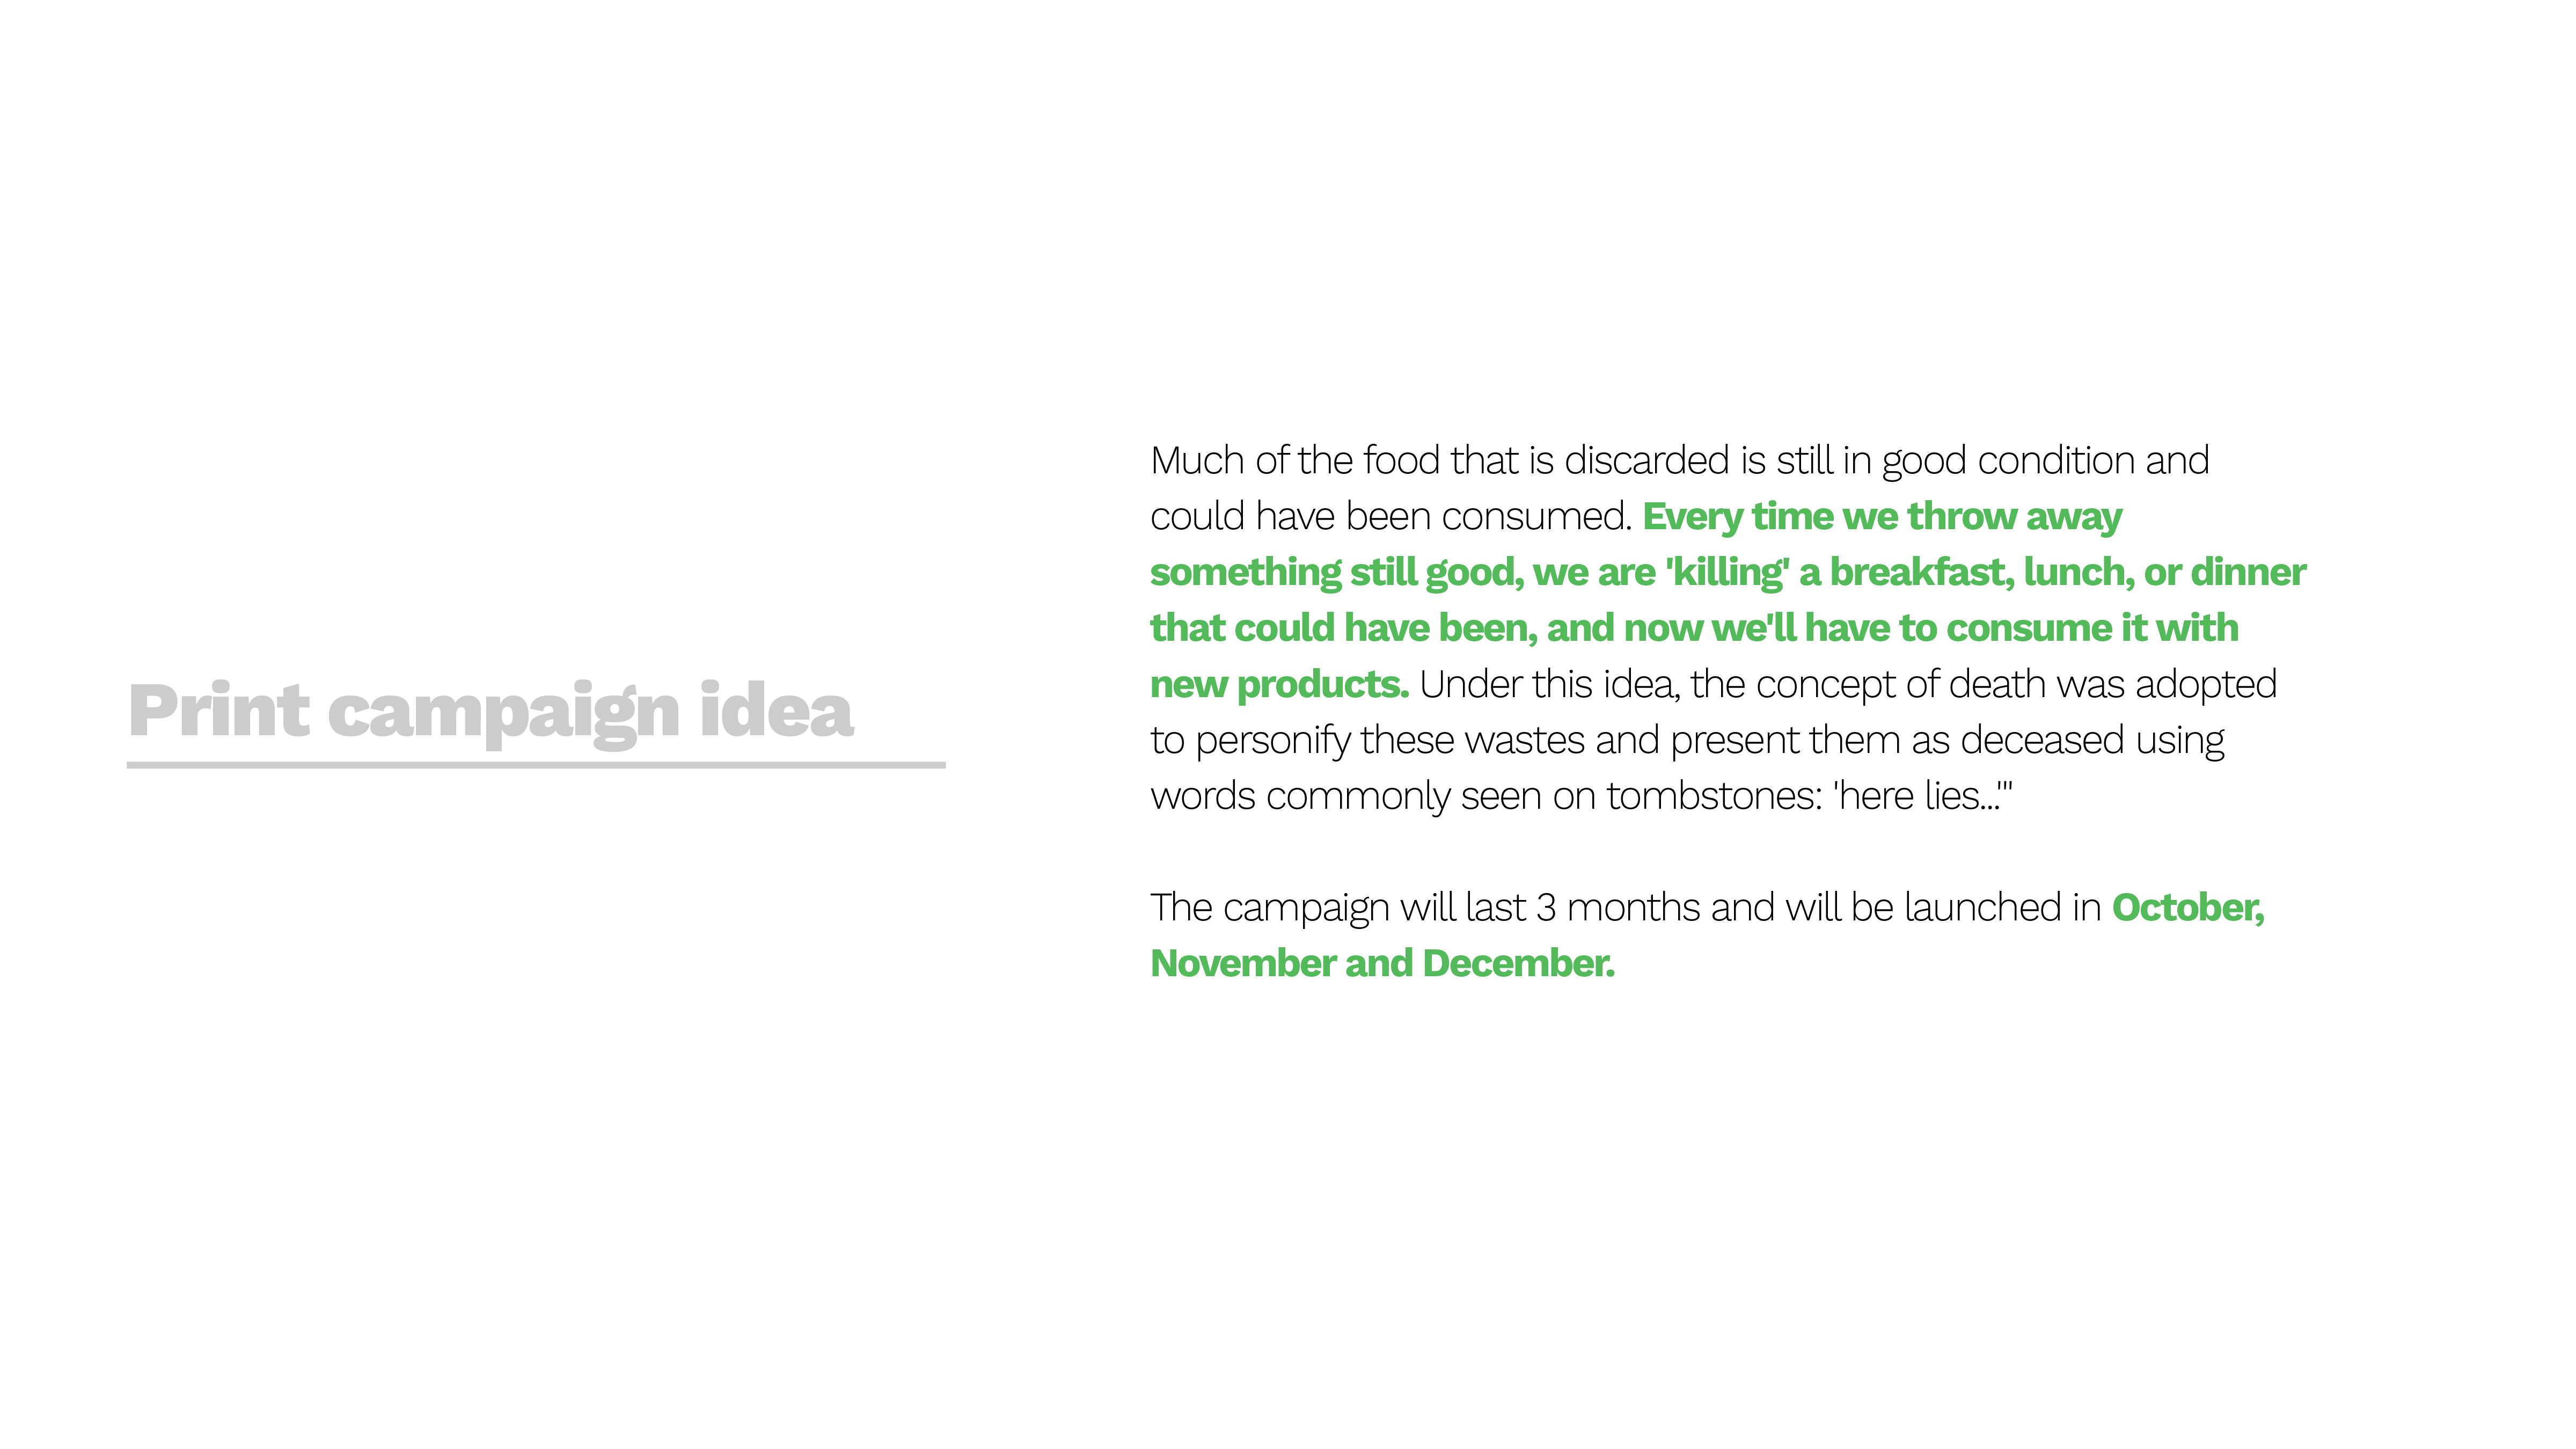 Print campaign idea
Much of the food that is discarded is still in good condition and
could have been consumed. Every time we throw away
something still good, we are 'killing' a breakfast, lunch, or dinner
that could have been, and now we'll have to consume it with
new products. Under this idea, the concept of death was adopted
to personify these wastes and present them as deceased using
words commonly seen on tombstones: 'here lies...'"
The campaign will last 3 months and will be launched in October,
November and December.